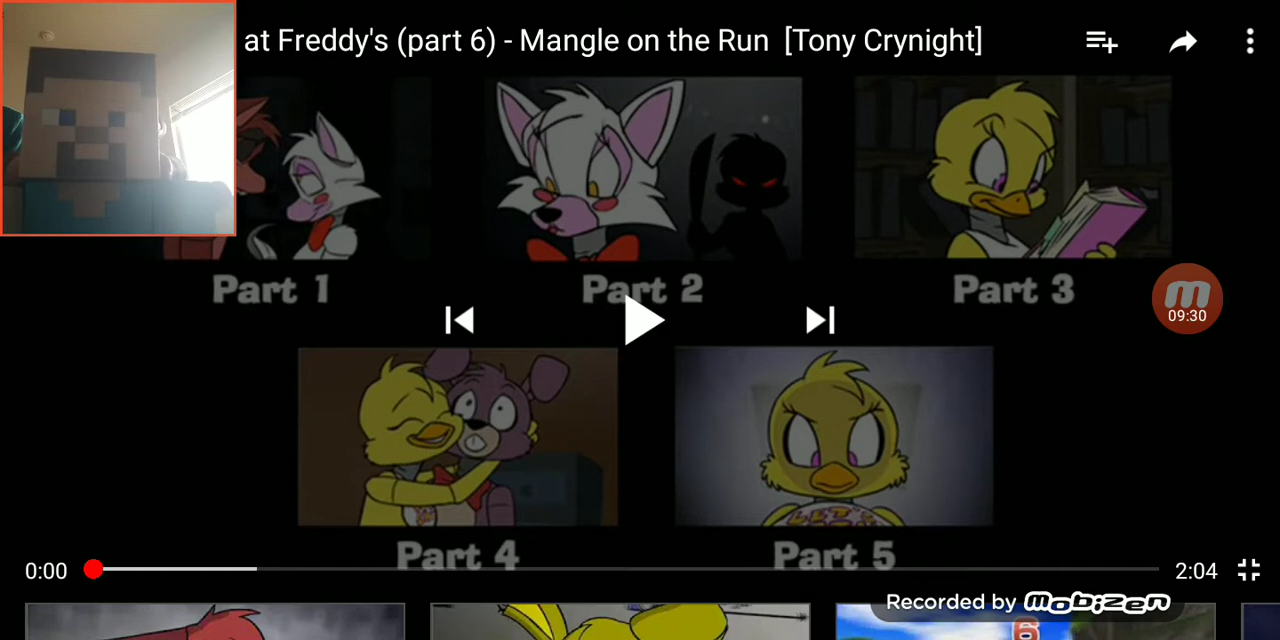 at Freddy's (part 6) - Mangle on the Run [Tony Crynight]
Part 1
Part 2
Part 3
09:30
Part 4
Part 5
0:00
2:04
Recorded by mobizen
6